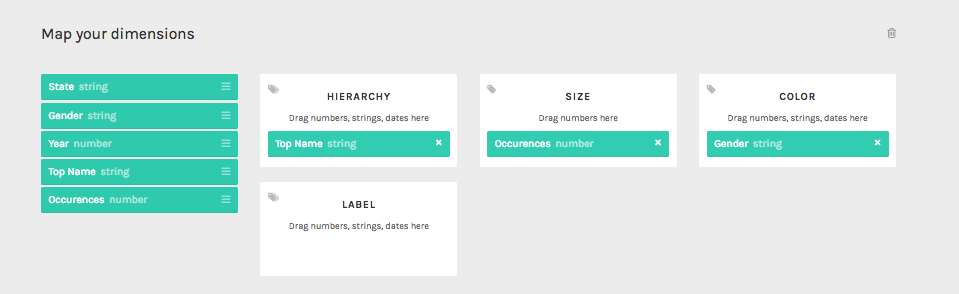 Map your dimensions
State string
Gender string
Year number
Top Name string
Occurences number
HIERARCHY
Drag numbers, strings, dates here
Top Name string ×
LABEL
Drag numbers, strings, dates here
SIZE
Drag numbers here
Occurences number ×
COLOR
Drag numbers, strings, dates here
Gender string ×